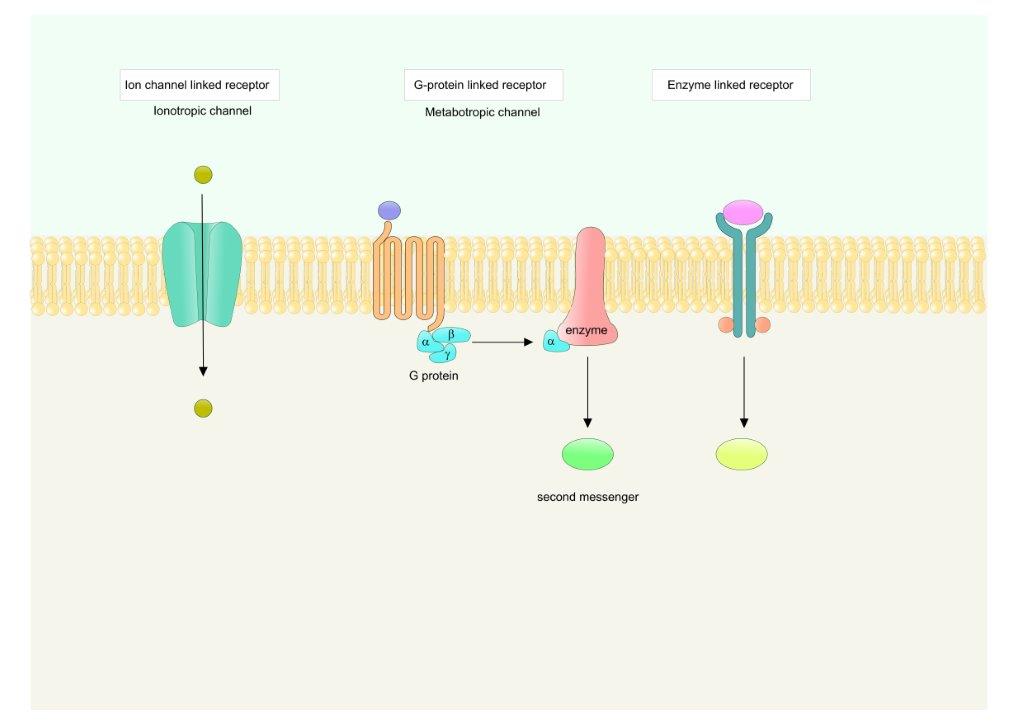 Ion channel linked receptor
Ionotropic channel
G-protein linked receptor
Metabotropic channel
Enzyme linked receptor
α
β
γ
G protein
α
enzyme
second messenger